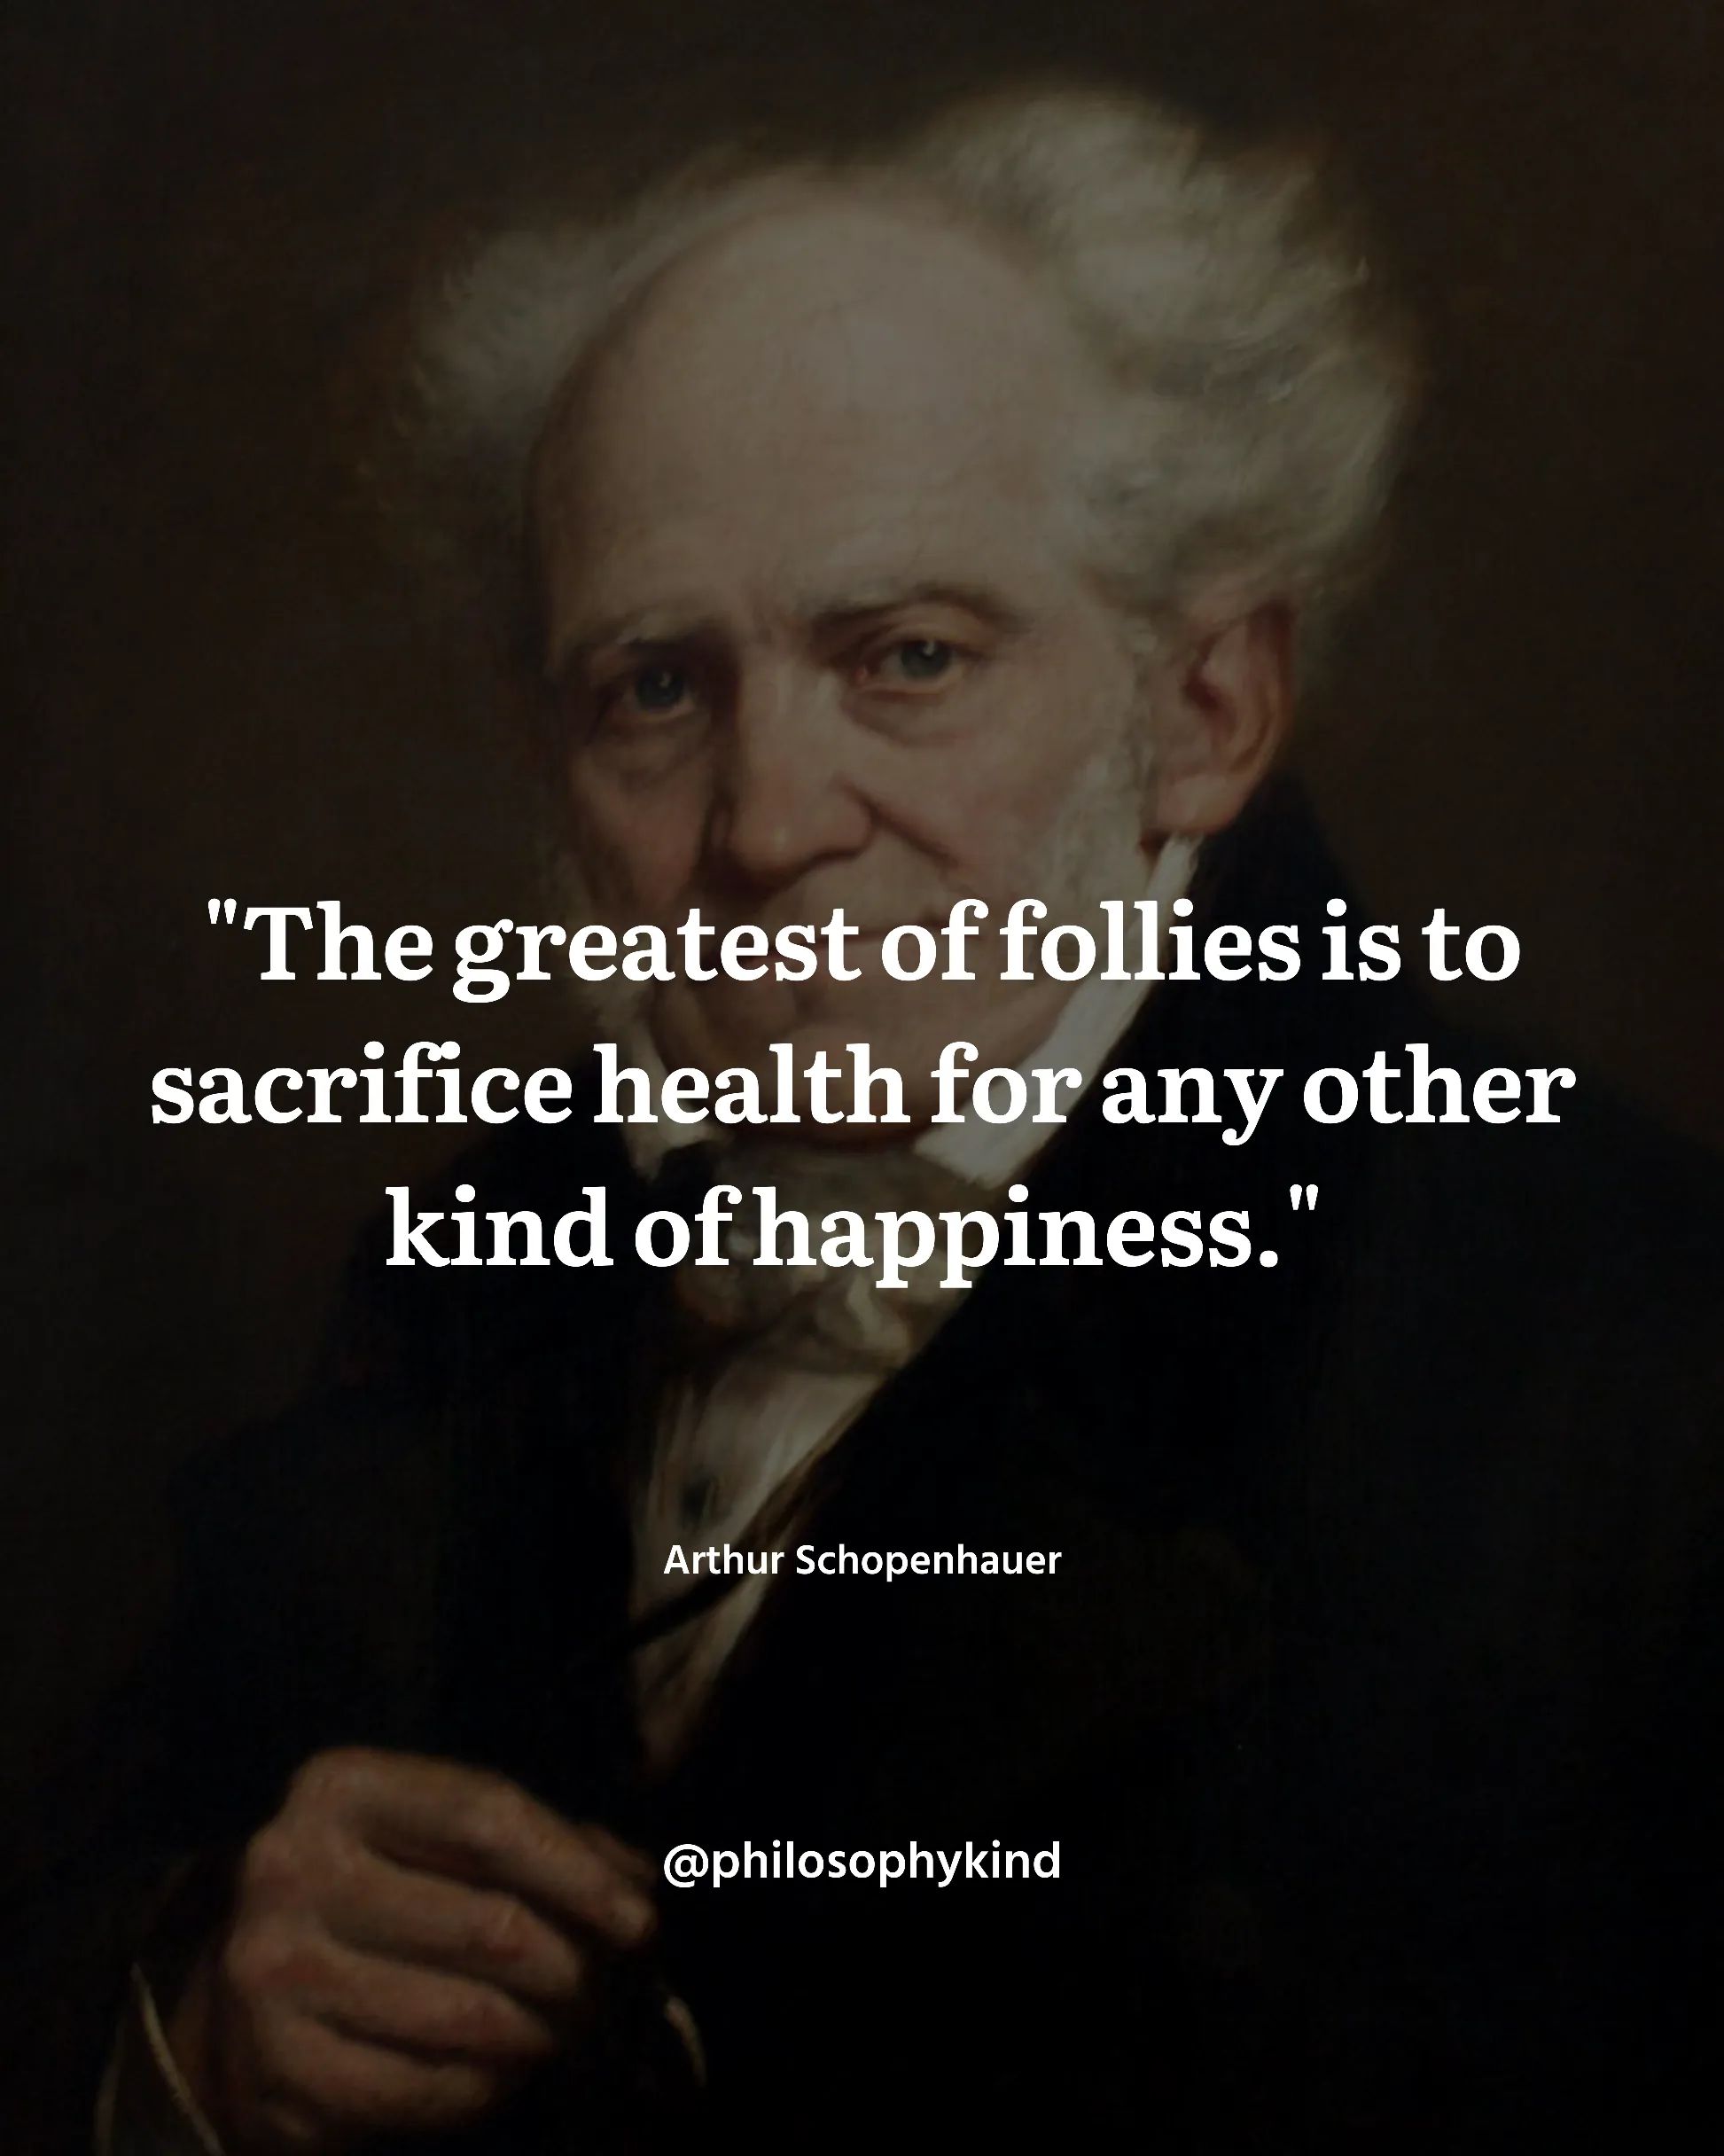 "The greatest of follies is to
sacrifice health for any other
kind of happiness."
Arthur Schopenhauer
@philosophykind